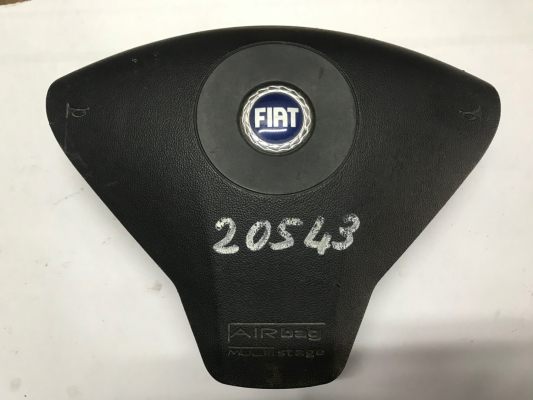 FIAT
20543
AIRbag
MULTIstage